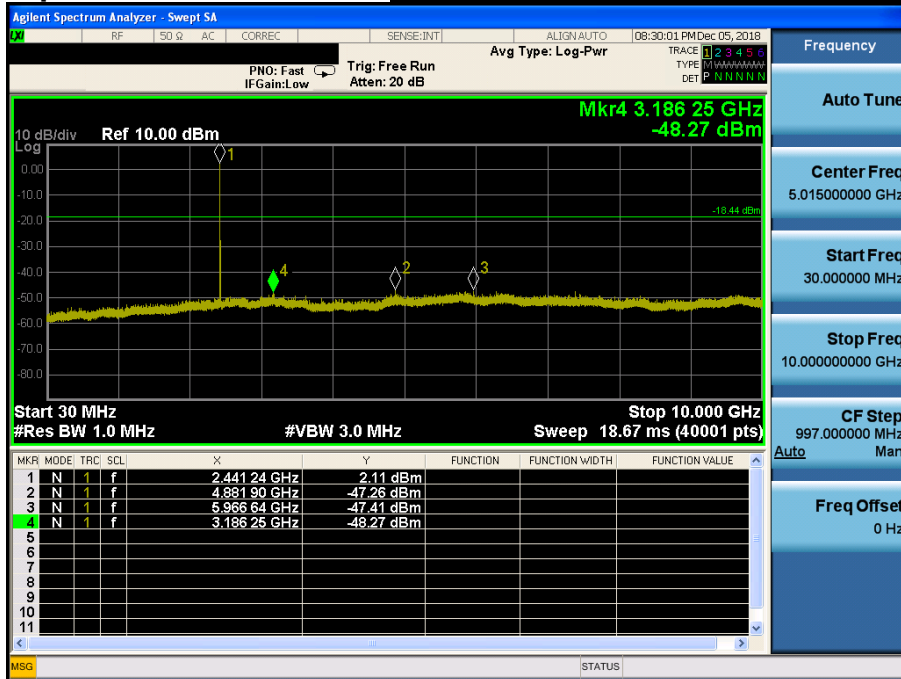 Agilent Spectrum Analyzer - Swept SA
LXI RF 50 Ω AC CORREC SENSE:INT ALIGNAUTO 08:30:01 PM Dec 05, 2018
Avg Type: Log-Pwr TRACE 1 2 3 4 5 6
PNO: Fast Trig: Free Run TYPE M W W W W W
IFGain:Low Atten: 20 dB DET P N N N N N
Mkr4 3.186 25 GHz
-48.27 dBm
10 dB/div Ref 10.00 dBm
Log
1
0.00
-10.0
-18.44 dBm
-20.0
-30.0
-40.0
4 2 3
-50.0
-60.0
-70.0
-80.0
Start 30 MHz Stop 10.000 GHz
#Res BW 1.0 MHz #VBW 3.0 MHz Sweep 18.67 ms (40001 pts)
MKR MODE TRC SCL X Y FUNCTION FUNCTION WIDTH FUNCTION VALUE
1 N 1 f 2.441 24 GHz 2.11 dBm
2 N 1 f 4.881 90 GHz -47.26 dBm
3 N 1 f 5.966 64 GHz -47.41 dBm
4 N 1 f 3.186 25 GHz -48.27 dBm
5
6
7
8
9
10
11
MSG STATUS
Frequency
Auto Tune
Center Freq
5.015000000 GHz
Start Freq
30.000000 MHz
Stop Freq
10.000000000 GHz
CF Step
997.000000 MHz
Auto Man
Freq Offset
0 Hz